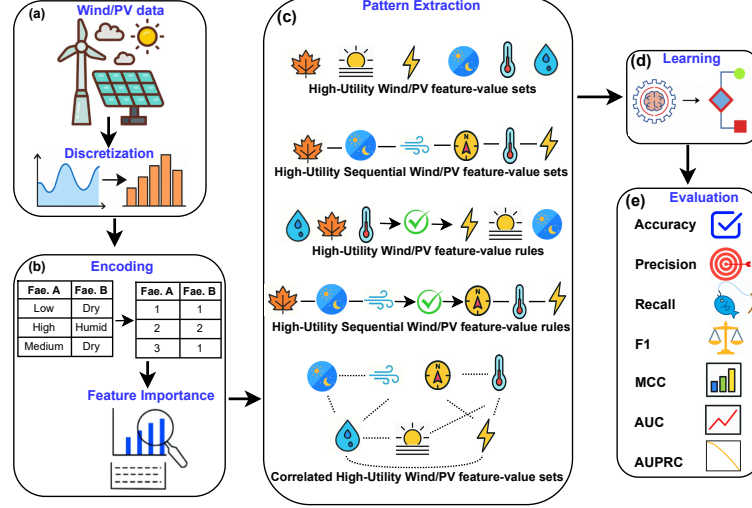 (a)
Wind/PV data
Discretization
(b)
Encoding
Fae. A Fae. B
Low Dry
High Humid
Medium Dry
Fae. A Fae. B
1 1
2 2
3 1
Feature Importance
(c)
Pattern Extraction
High-Utility Wind/PV feature-value sets
High-Utility Sequential Wind/PV feature-value sets
High-Utility Wind/PV feature-value rules
High-Utility Sequential Wind/PV feature-value rules
Correlated High-Utility Wind/PV feature-value sets
(d)
Learning
(e)
Evaluation
Accuracy
Precision
Recall
F1
MCC
AUC
AUPRC